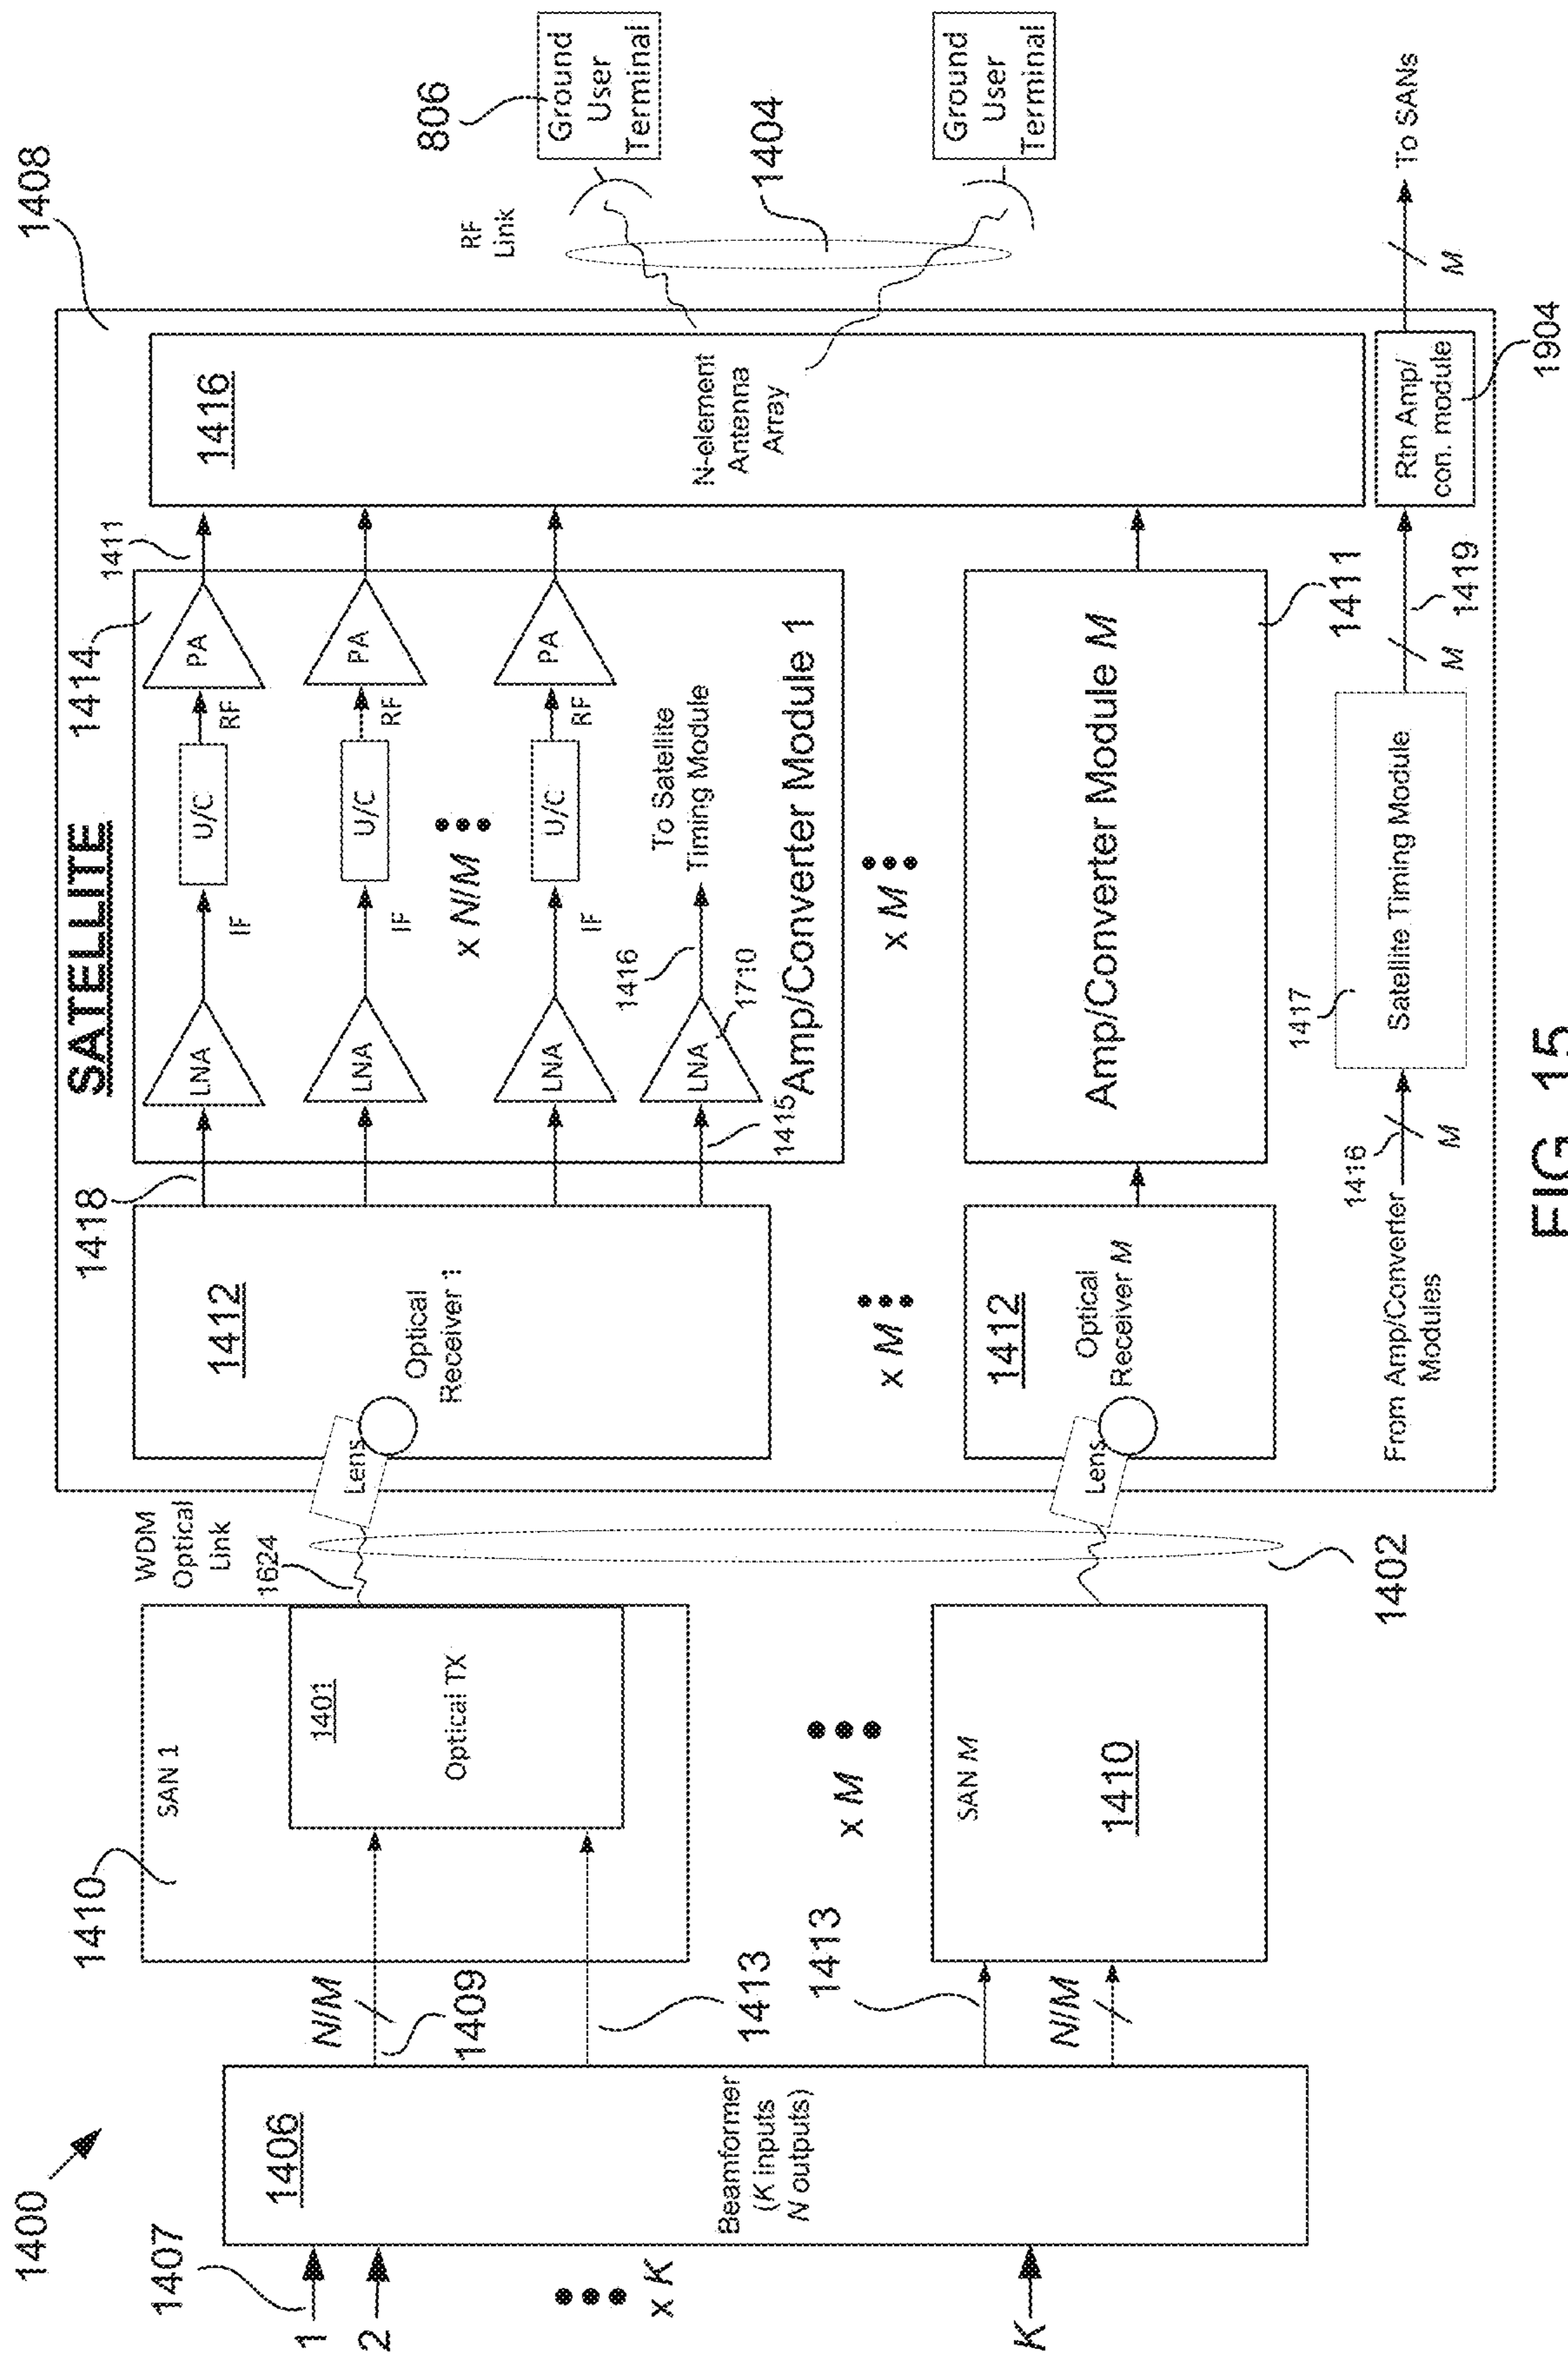 1400
1407
1
2
x K
K
1406
Beamformer
(K inputs
N outputs)
N/M
1409
1413
1413
N/M
1410
SAN 1
1401
Optical TX
x M
SAN M
1410
WDM
Optical
Link
1624
1402
SATELLITE
1408
Lens
1412
Optical
Receiver 1
x M
Lens
1412
Optical
Receiver M
1418
1414
LNA
IF
U/C
RF
PA
1411
LNA
IF
U/C
RF
PA
x N/M
LNA
IF
U/C
RF
PA
1415
LNA
1710
1416
To Satellite
Timing Module
Amp/Converter Module 1
x M
Amp/Converter Module M
1411
From Amp/Converter
Modules
1416
M
1417
Satellite Timing Module
M
1419
1416
N-element
Antenna
Array
Rtn Amp/
con. module
1904
M
To SANs
RF
Link
806
Ground
User
Terminal
1404
Ground
User
Terminal
FIG. 15